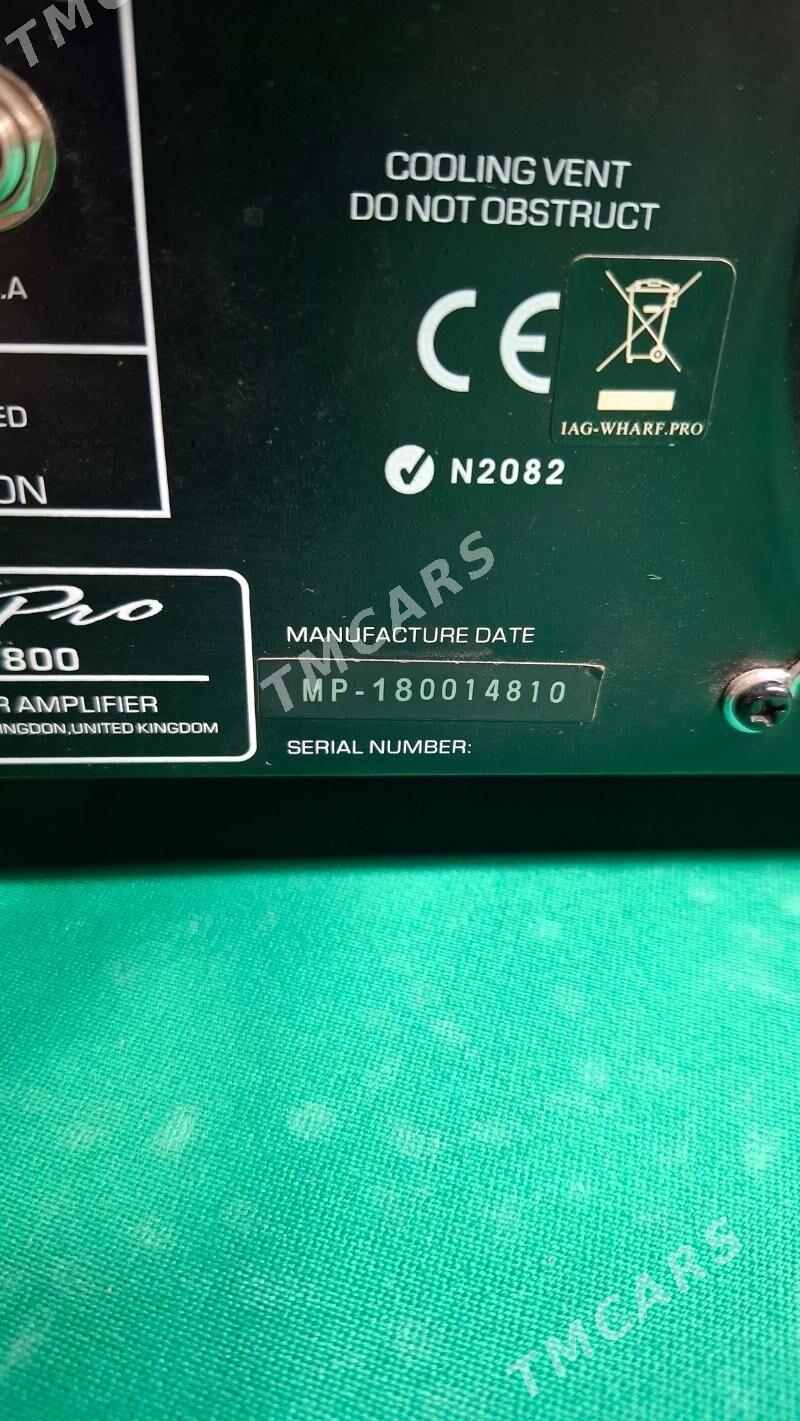 TMC
COOLING VENT
DO NOT OBSTRUCT
.A
CE
ED
IAG-WHARF.PRO
ON
N2082
TMCARS
Pro
800
R AMPLIFIER
INGDON,UNITED KINGDOM
MANUFACTURE DATE
MP-180014810
SERIAL NUMBER:
TMCARS